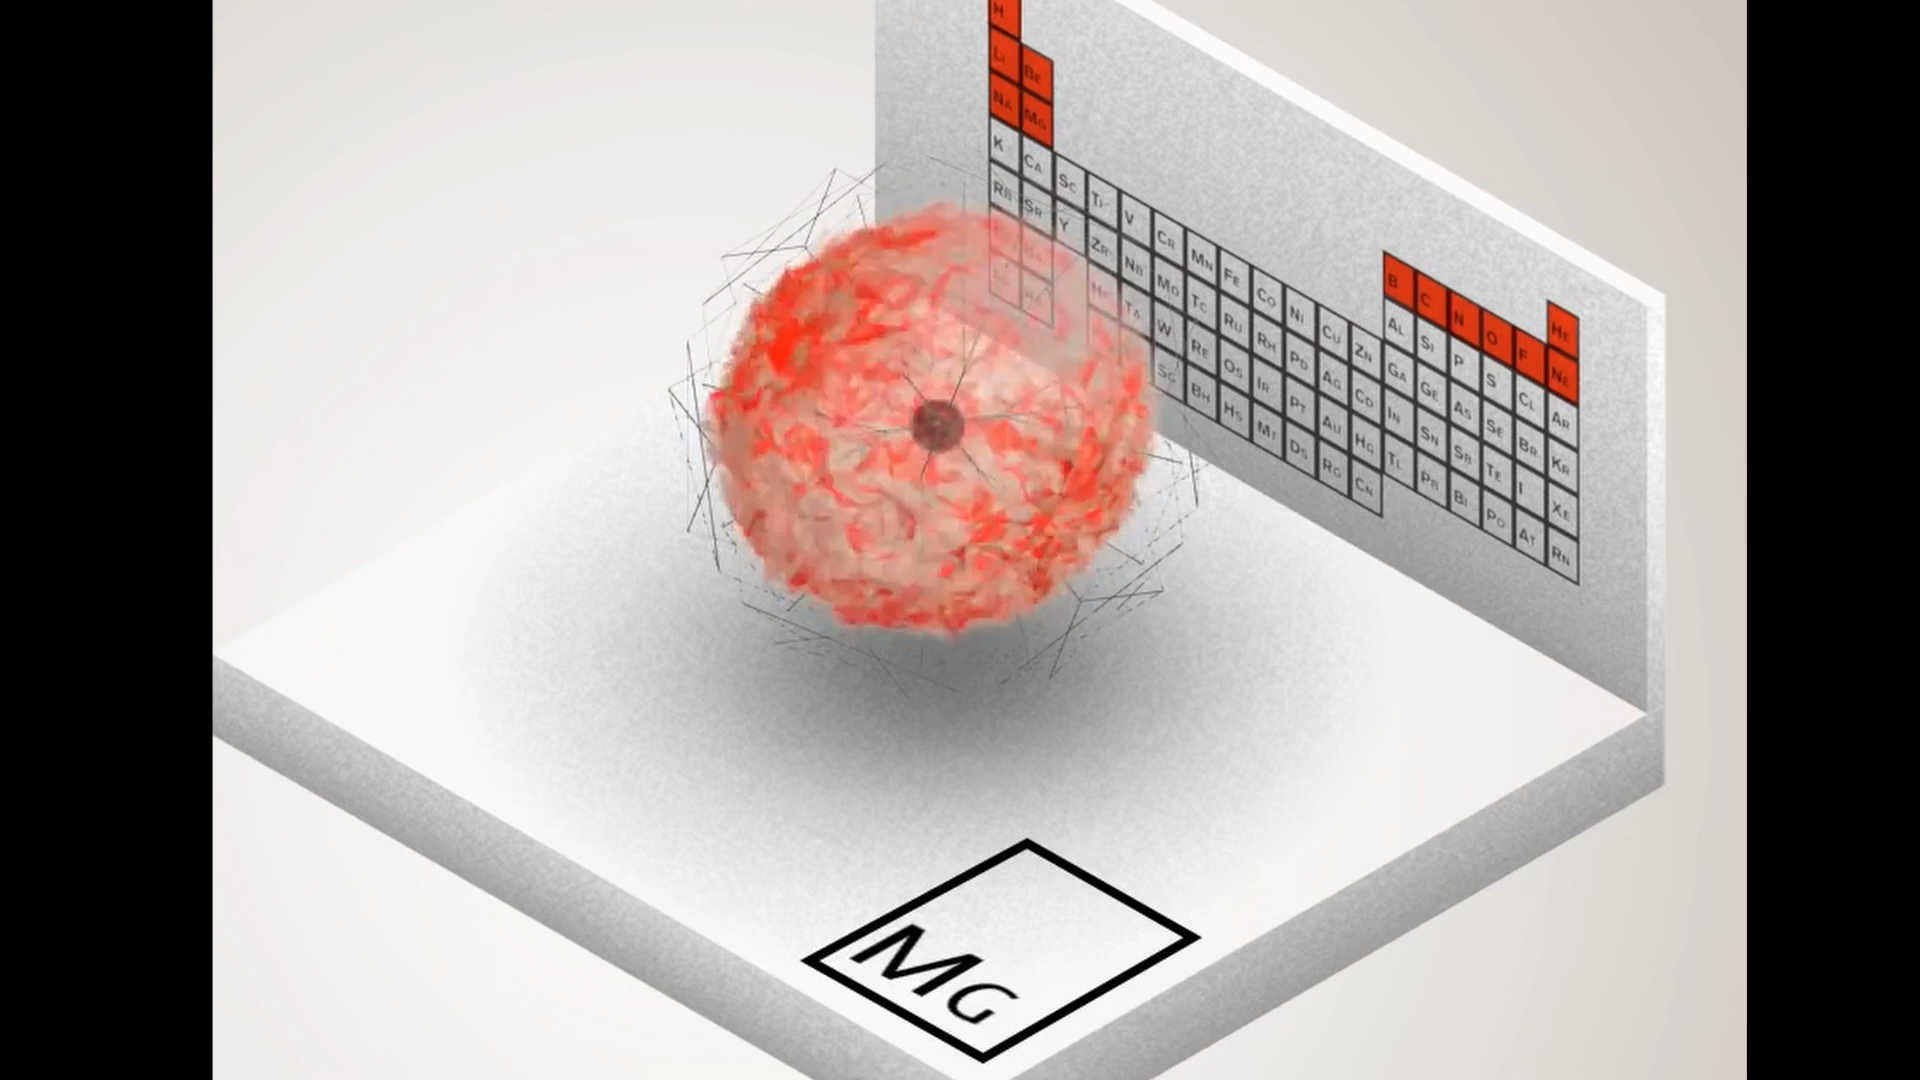 H He
Li Be B C N O F Ne
Na Mg Al Si P S Cl Ar
K Ca Sc Ti V Cr Mn Fe Co Ni Cu Zn Ga Ge As Se Br Kr
Rb Sr Y Zr Nb Mo Tc Ru Rh Pd Ag Cd In Sn Sb Te I Xe
Ba Hf Ta W Re Os Ir Pt Au Hg Tl Pb Bi Po At Rn
Ra Sg Bh Hs Mt Ds Rg Cn
Mg